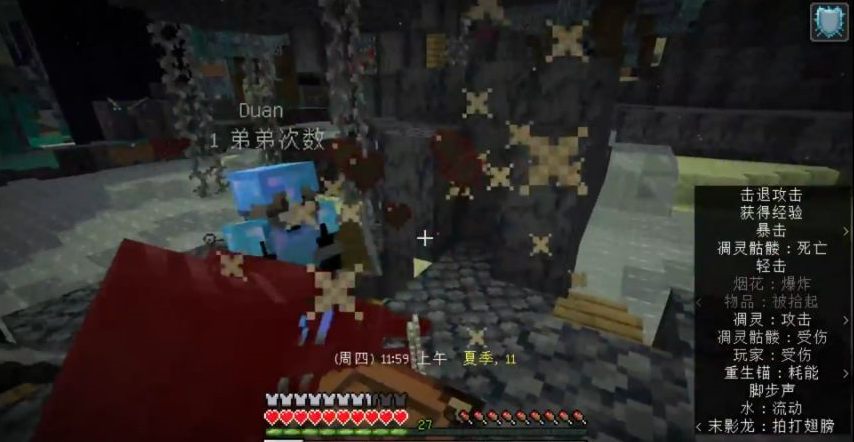 Duan
1 弟弟次数
击退攻击
获得经验
暴击 >
凋灵骷髅：死亡
轻击
烟花：爆炸
< 物品：被拾起
凋灵：攻击 >
凋灵骷髅：受伤
玩家：受伤
重生锚：耗能 >
脚步声
水：流动
< 末影龙：拍打翅膀
(周四) 11:59 上午 夏季, 11
27